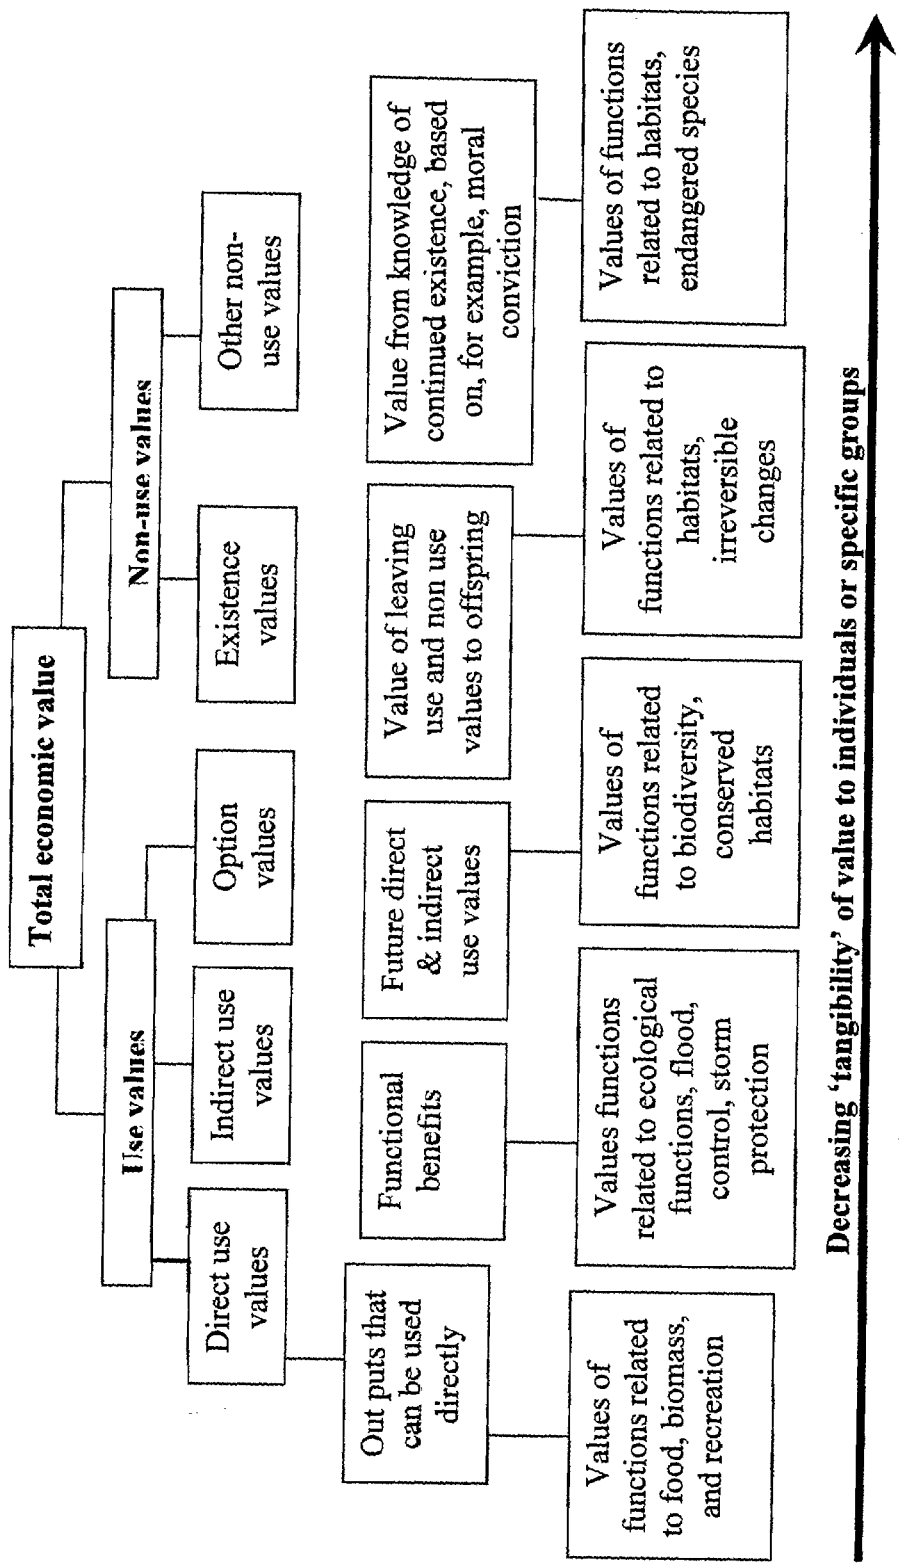 Total economic value
Use values
Non-use values
Direct use
values
Indirect use
values
Option
values
Existence
values
Other non-
use values
Out puts that
can be used
directly
Functional
benefits
Future direct
& indirect
use values
Value of leaving
use and non use
values to offspring
Value from knowledge of
continued existence, based
on, for example, moral
conviction
Values of
functions related
to food, biomass,
and recreation
Values functions
related to ecological
functions, flood,
control, storm
protection
Values of
functions related
to biodiversity,
conserved
habitats
Values of
functions related to
habitats,
irreversible
changes
Values of functions
related to habitats,
endangered species
Decreasing ‘tangibility’ of value to individuals or specific groups